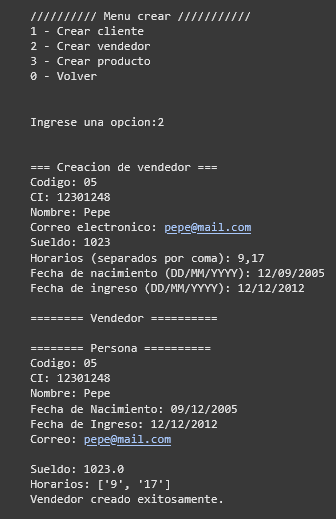 ////////// Menu crear ///////////
1 - Crear cliente
2 - Crear vendedor
3 - Crear producto
0 - Volver
Ingrese una opcion:2
=== Creacion de vendedor ===
Codigo: 05
CI: 12301248
Nombre: Pepe
Correo electronico: pepe@mail.com
Sueldo: 1023
Horarios (separados por coma): 9,17
Fecha de nacimiento (DD/MM/YYYY): 12/09/2005
Fecha de ingreso (DD/MM/YYYY): 12/12/2012
======== Vendedor ==========
======== Persona ==========
Codigo: 05
CI: 12301248
Nombre: Pepe
Fecha de Nacimiento: 09/12/2005
Fecha de Ingreso: 12/12/2012
Correo: pepe@mail.com
Sueldo: 1023.0
Horarios: ['9', '17']
Vendedor creado exitosamente.